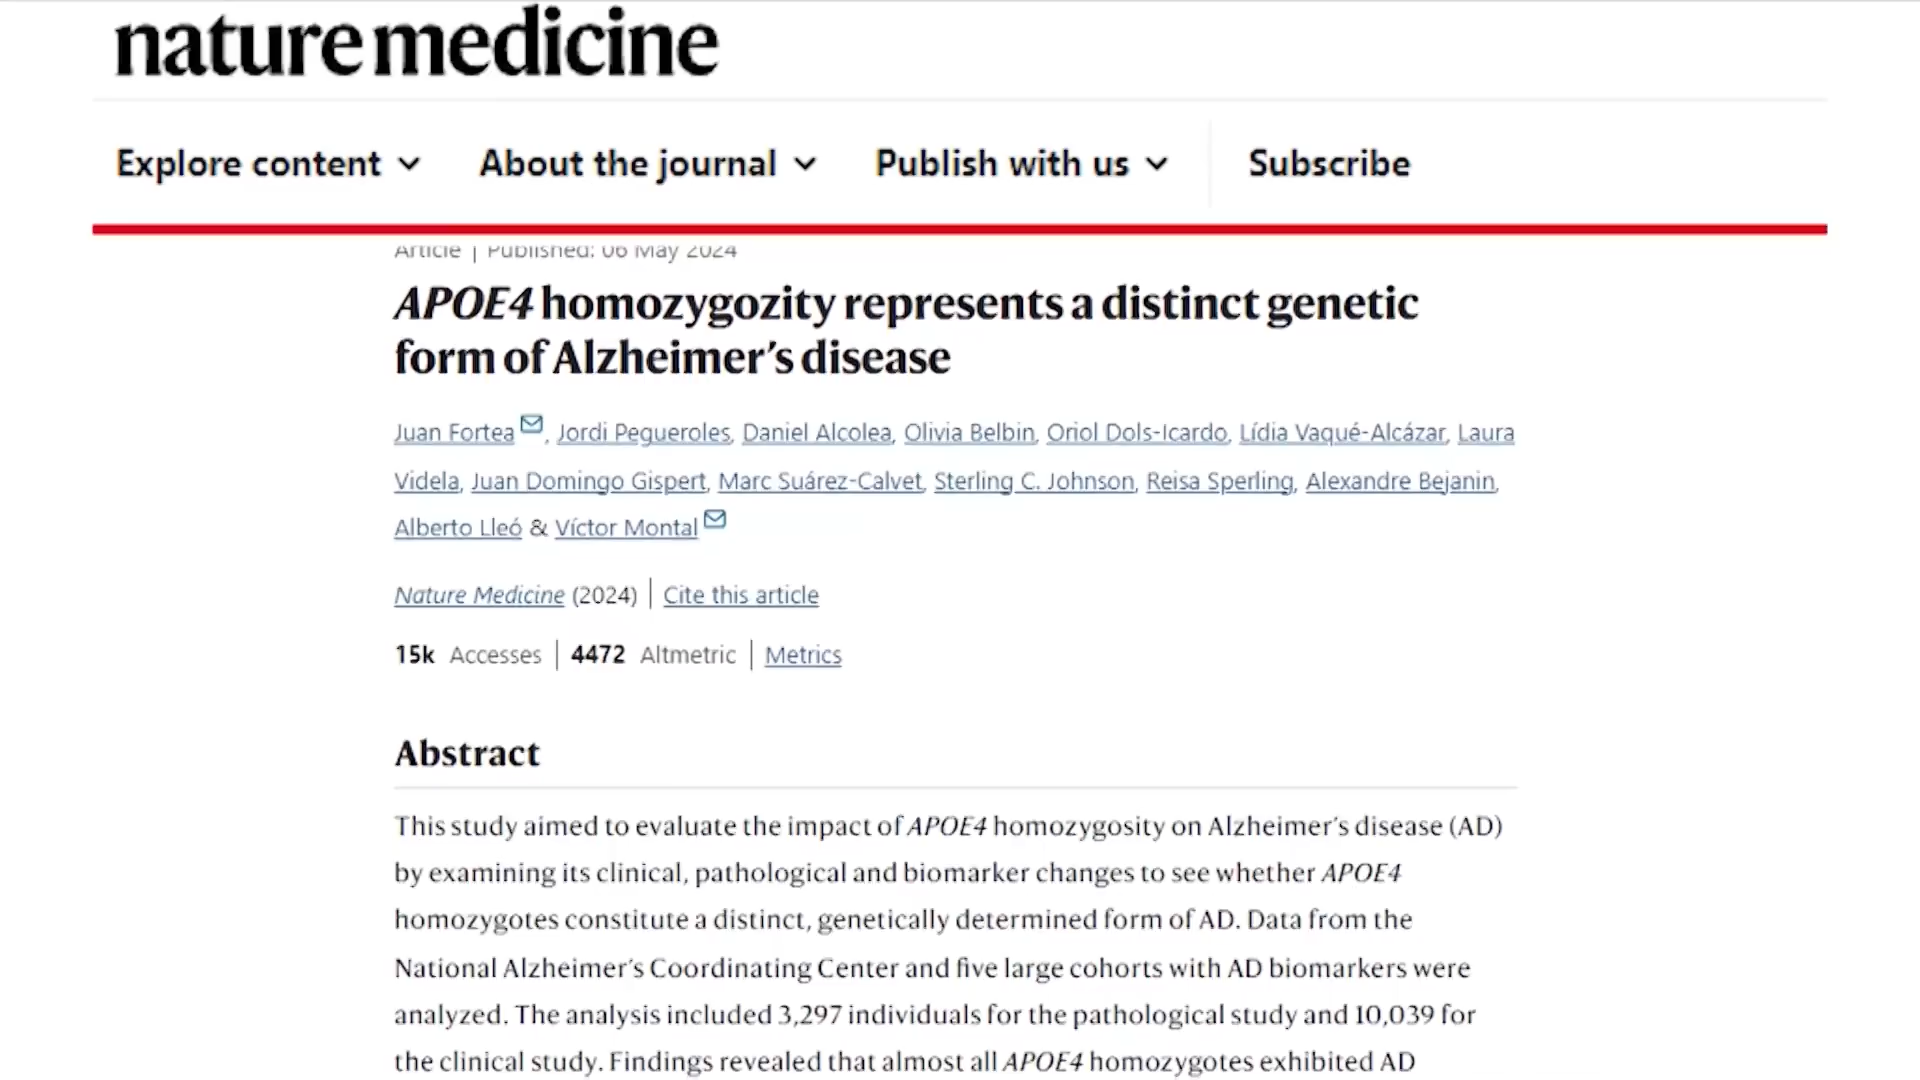 nature medicine
Explore content About the journal Publish with us Subscribe
Article | Published: 06 May 2024
APOE4 homozygozity represents a distinct genetic
form of Alzheimer’s disease
Juan Fortea, Jordi Pegueroles, Daniel Alcolea, Olivia Belbin, Oriol Dols-Icardo, Lídia Vaqué-Alcázar, Laura
Videla, Juan Domingo Gispert, Marc Suárez-Calvet, Sterling C. Johnson, Reisa Sperling, Alexandre Bejanin,
Alberto Lleó & Víctor Montal
Nature Medicine (2024) | Cite this article
15k Accesses | 4472 Altmetric | Metrics
Abstract
This study aimed to evaluate the impact of APOE4 homozygosity on Alzheimer’s disease (AD)
by examining its clinical, pathological and biomarker changes to see whether APOE4
homozygotes constitute a distinct, genetically determined form of AD. Data from the
National Alzheimer’s Coordinating Center and five large cohorts with AD biomarkers were
analyzed. The analysis included 3,297 individuals for the pathological study and 10,039 for
the clinical study. Findings revealed that almost all APOE4 homozygotes exhibited AD